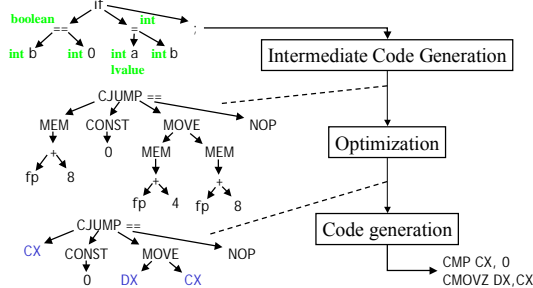 if
boolean int
== = ;
int b int 0 int a int b
lvalue
Intermediate Code Generation
CJUMP ==
MEM CONST MOVE NOP
+ 0 MEM MEM
fp 8 + +
fp 4 fp 8
Optimization
CJUMP ==
CX CONST MOVE NOP
0 DX CX
Code generation
CMP CX, 0
CMOVZ DX,CX